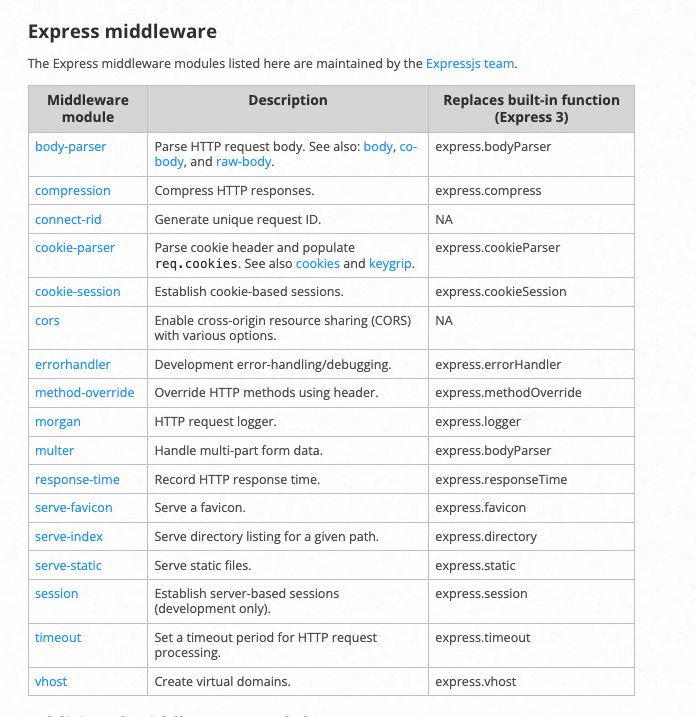 Express middleware
The Express middleware modules listed here are maintained by the Expressjs team.
Middleware module Description Replaces built-in function (Express 3)
body-parser Parse HTTP request body. See also: body, co-body, and raw-body. express.bodyParser
compression Compress HTTP responses. express.compress
connect-rid Generate unique request ID. NA
cookie-parser Parse cookie header and populate req.cookies. See also cookies and keygrip. express.cookieParser
cookie-session Establish cookie-based sessions. express.cookieSession
cors Enable cross-origin resource sharing (CORS) with various options. NA
errorhandler Development error-handling/debugging. express.errorHandler
method-override Override HTTP methods using header. express.methodOverride
morgan HTTP request logger. express.logger
multer Handle multi-part form data. express.bodyParser
response-time Record HTTP response time. express.responseTime
serve-favicon Serve a favicon. express.favicon
serve-index Serve directory listing for a given path. express.directory
serve-static Serve static files. express.static
session Establish server-based sessions (development only). express.session
timeout Set a timeout period for HTTP request processing. express.timeout
vhost Create virtual domains. express.vhost